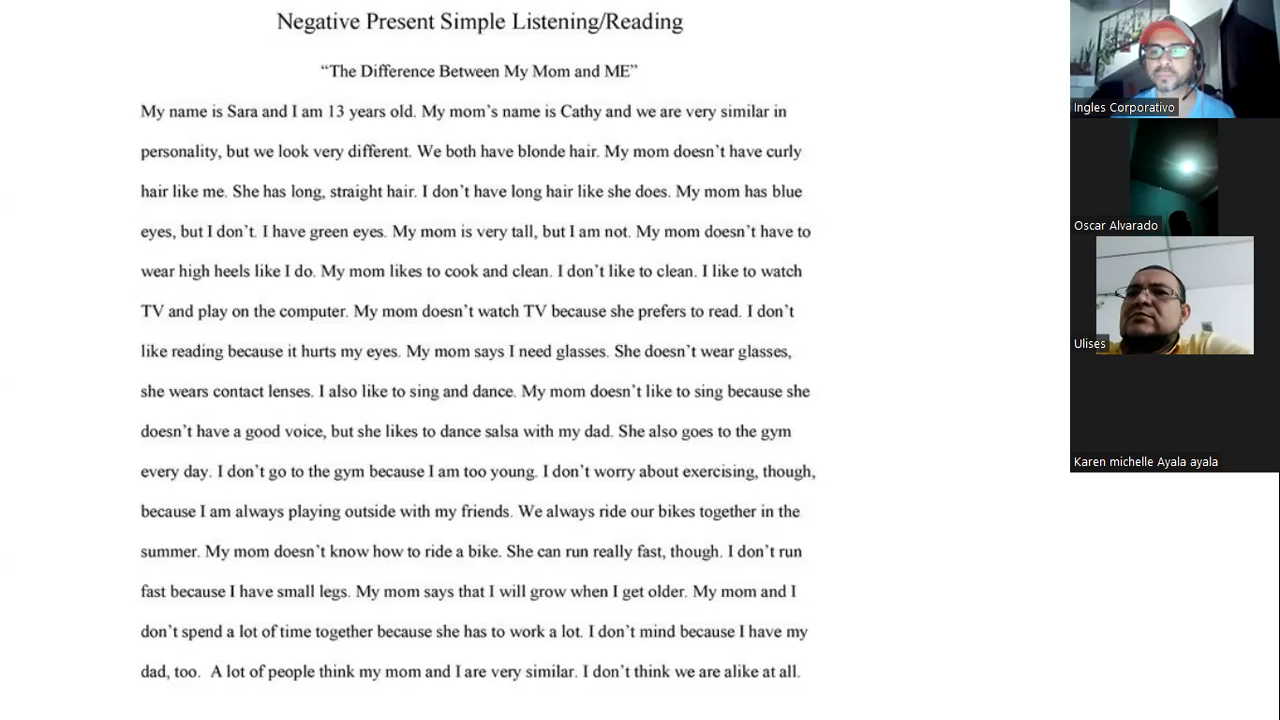 Negative Present Simple Listening/Reading
“The Difference Between My Mom and ME”
My name is Sara and I am 13 years old. My mom’s name is Cathy and we are very similar in
personality, but we look very different. We both have blonde hair. My mom doesn’t have curly
hair like me. She has long, straight hair. I don’t have long hair like she does. My mom has blue
eyes, but I don’t. I have green eyes. My mom is very tall, but I am not. My mom doesn’t have to
wear high heels like I do. My mom likes to cook and clean. I don’t like to clean. I like to watch
TV and play on the computer. My mom doesn’t watch TV because she prefers to read. I don’t
like reading because it hurts my eyes. My mom says I need glasses. She doesn’t wear glasses,
she wears contact lenses. I also like to sing and dance. My mom doesn’t like to sing because she
doesn’t have a good voice, but she likes to dance salsa with my dad. She also goes to the gym
every day. I don’t go to the gym because I am too young. I don’t worry about exercising, though,
because I am always playing outside with my friends. We always ride our bikes together in the
summer. My mom doesn’t know how to ride a bike. She can run really fast, though. I don’t run
fast because I have small legs. My mom says that I will grow when I get older. My mom and I
don’t spend a lot of time together because she has to work a lot. I don’t mind because I have my
dad, too. A lot of people think my mom and I are very similar. I don’t think we are alike at all.
Ingles Corporativo
Oscar Alvarado
Ulises
Karen michelle Ayala ayala